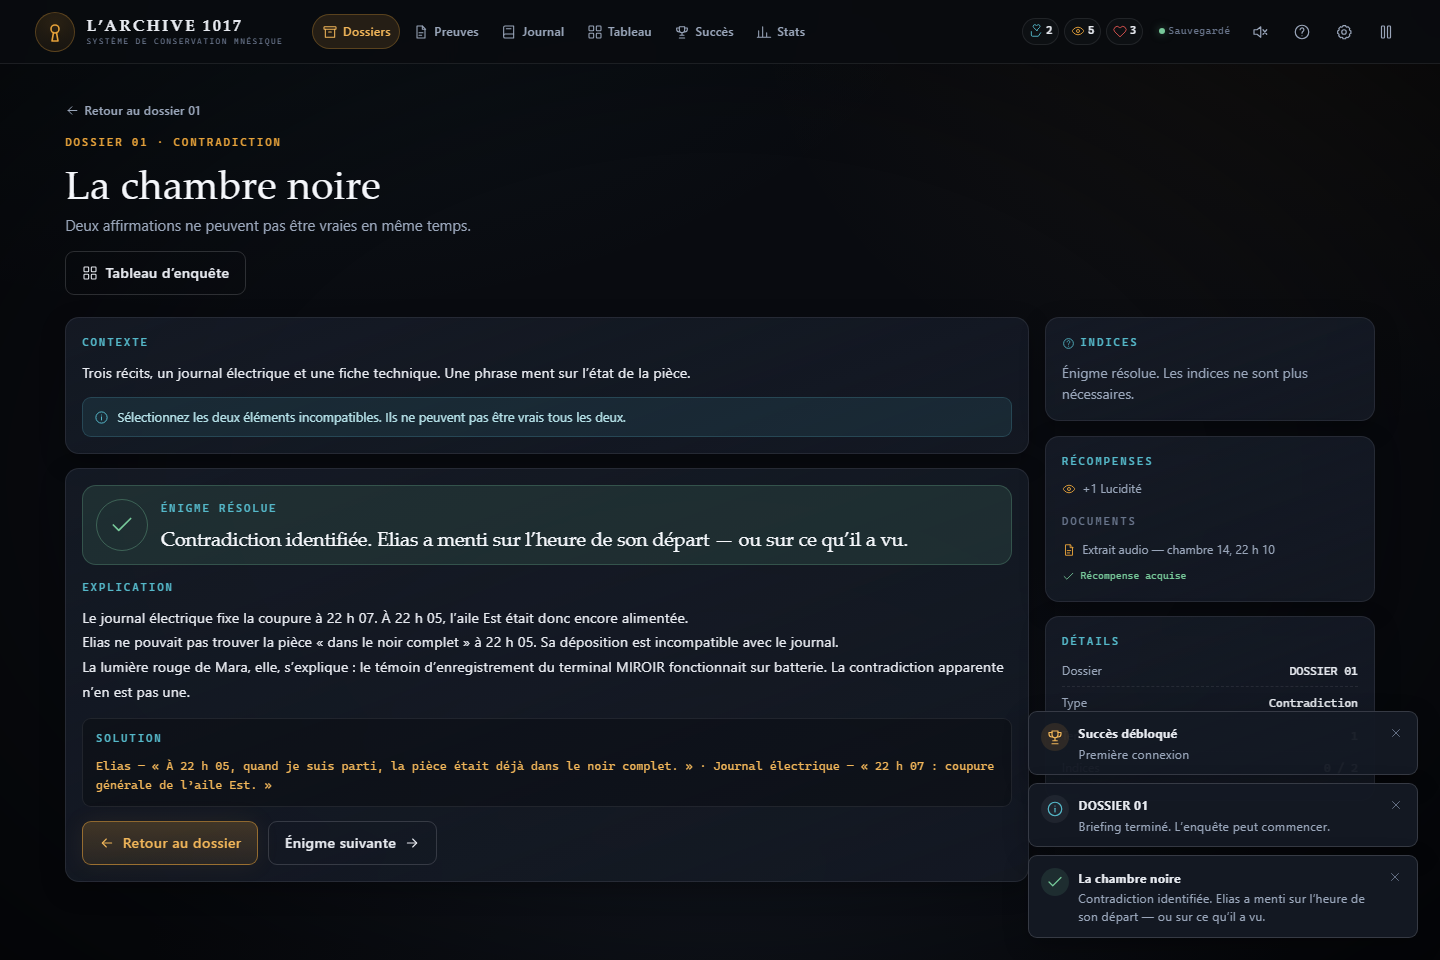 L’ARCHIVE 1017
SYSTÈME DE CONSERVATION MNÉSIQUE
Dossiers
Preuves
Journal
Tableau
Succès
Stats
2
5
3
Sauvegardé
Retour au dossier 01
DOSSIER 01 · CONTRADICTION
La chambre noire
Deux affirmations ne peuvent pas être vraies en même temps.
Tableau d’enquête
CONTEXTE
Trois récits, un journal électrique et une fiche technique. Une phrase ment sur l’état de la pièce.
Sélectionnez les deux éléments incompatibles. Ils ne peuvent pas être vrais tous les deux.
ÉNIGME RÉSOLUE
Contradiction identifiée. Elias a menti sur l’heure de son départ — ou sur ce qu’il a vu.
EXPLICATION
Le journal électrique fixe la coupure à 22 h 07. À 22 h 05, l’aile Est était donc encore alimentée.
Elias ne pouvait pas trouver la pièce « dans le noir complet » à 22 h 05. Sa déposition est incompatible avec le journal.
La lumière rouge de Mara, elle, s’explique : le témoin d’enregistrement du terminal MIROIR fonctionnait sur batterie. La contradiction apparente
n’en est pas une.
SOLUTION
Elias — « À 22 h 05, quand je suis parti, la pièce était déjà dans le noir complet. » · Journal électrique — « 22 h 07 : coupure
générale de l’aile Est. »
Retour au dossier
Énigme suivante
INDICES
Énigme résolue. Les indices ne sont plus
nécessaires.
RÉCOMPENSES
+1 Lucidité
DOCUMENTS
Extrait audio — chambre 14, 22 h 10
Récompense acquise
DÉTAILS
Dossier
DOSSIER 01
Type
Contradiction
Succès débloqué
Première connexion
DOSSIER 01
Briefing terminé. L’enquête peut commencer.
La chambre noire
Contradiction identifiée. Elias a menti sur l’heure de
son départ — ou sur ce qu’il a vu.